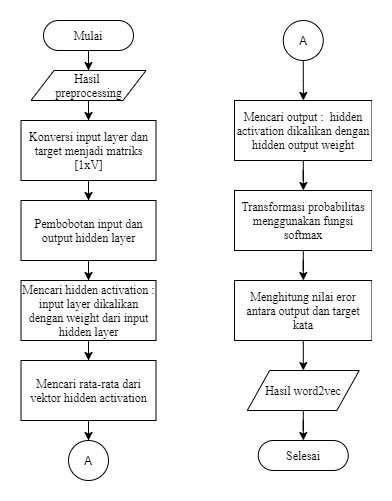 Mulai
Hasil
preprocessing
Konversi input layer dan
target menjadi matriks
[1xV]
Pembobotan input dan
output hidden layer
Mencari hidden activation :
input layer dikalikan
dengan weight dari input
hidden layer
Mencari rata-rata dari
vektor hidden activation
A
A
Mencari output : hidden
activation dikalikan dengan
hidden output weight
Transformasi probabilitas
menggunakan fungsi
softmax
Menghitung nilai eror
antara output dan target
kata
Hasil word2vec
Selesai